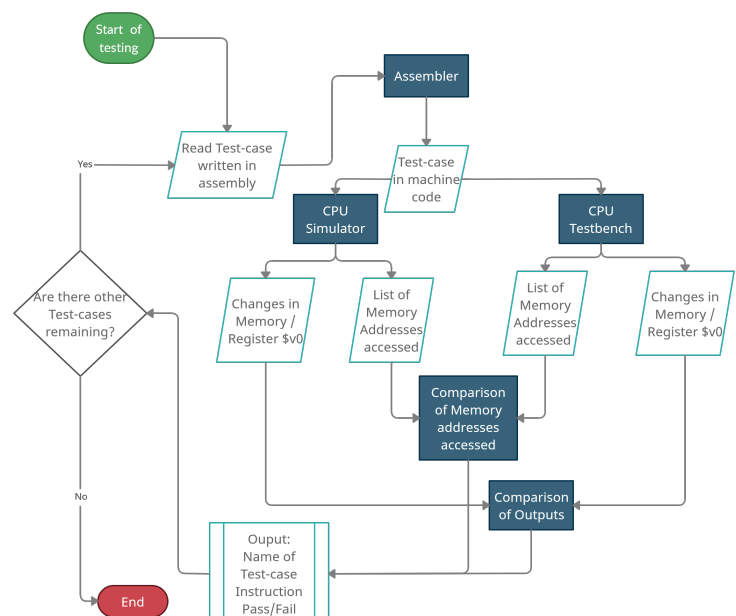 Start of
testing
Assembler
Read Test-case
written in
assembly
Yes
Test-case
in machine
code
CPU
Simulator
CPU
Testbench
Are there other
Test-cases
remaining?
Changes in
Memory /
Register $v0
List of
Memory
Addresses
accessed
List of
Memory
Addresses
accessed
Changes in
Memory /
Register $v0
Comparison
of Memory
addresses
accessed
No
Comparison
of Outputs
Ouput:
Name of
Test-case
Instruction
Pass/Fail
End